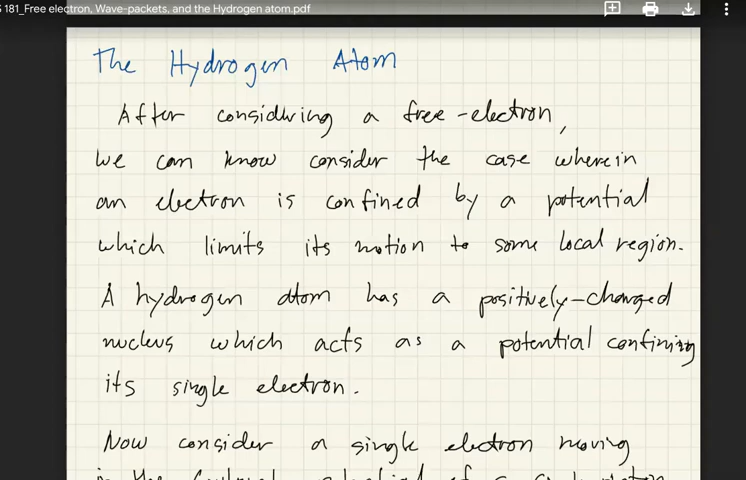 181_Free electron, Wave-packets, and the Hydrogen atom.pdf
The Hydrogen Atom
After considering a free-electron,
we can know consider the case wherein
an electron is confined by a potential
which limits its motion to some local region.
A hydrogen atom has a positively-charged
nucleus which acts as a potential confining
its single electron.
Now consider a single electron moving
in the